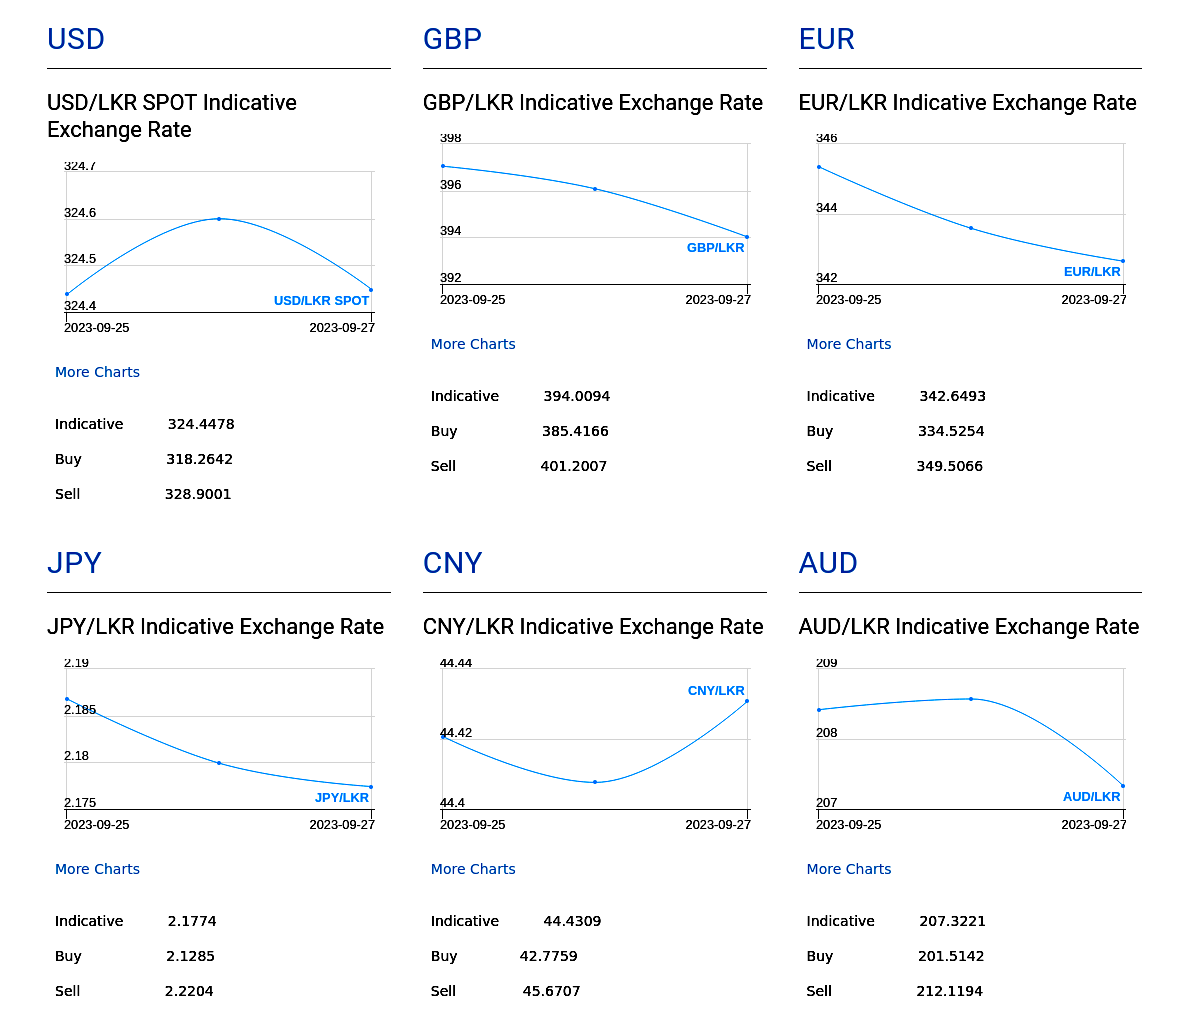 USD
USD/LKR SPOT Indicative
Exchange Rate
324.7
324.6
324.5
324.4
USD/LKR SPOT
2023-09-25 2023-09-27
More Charts
Indicative 324.4478
Buy 318.2642
Sell 328.9001
GBP
GBP/LKR Indicative Exchange Rate
398
396
394
392
GBP/LKR
2023-09-25 2023-09-27
More Charts
Indicative 394.0094
Buy 385.4166
Sell 401.2007
EUR
EUR/LKR Indicative Exchange Rate
346
344
342
EUR/LKR
2023-09-25 2023-09-27
More Charts
Indicative 342.6493
Buy 334.5254
Sell 349.5066
JPY
JPY/LKR Indicative Exchange Rate
2.19
2.185
2.18
2.175
JPY/LKR
2023-09-25 2023-09-27
More Charts
Indicative 2.1774
Buy 2.1285
Sell 2.2204
CNY
CNY/LKR Indicative Exchange Rate
44.44
CNY/LKR
44.42
44.4
2023-09-25 2023-09-27
More Charts
Indicative 44.4309
Buy 42.7759
Sell 45.6707
AUD
AUD/LKR Indicative Exchange Rate
209
208
207
AUD/LKR
2023-09-25 2023-09-27
More Charts
Indicative 207.3221
Buy 201.5142
Sell 212.1194